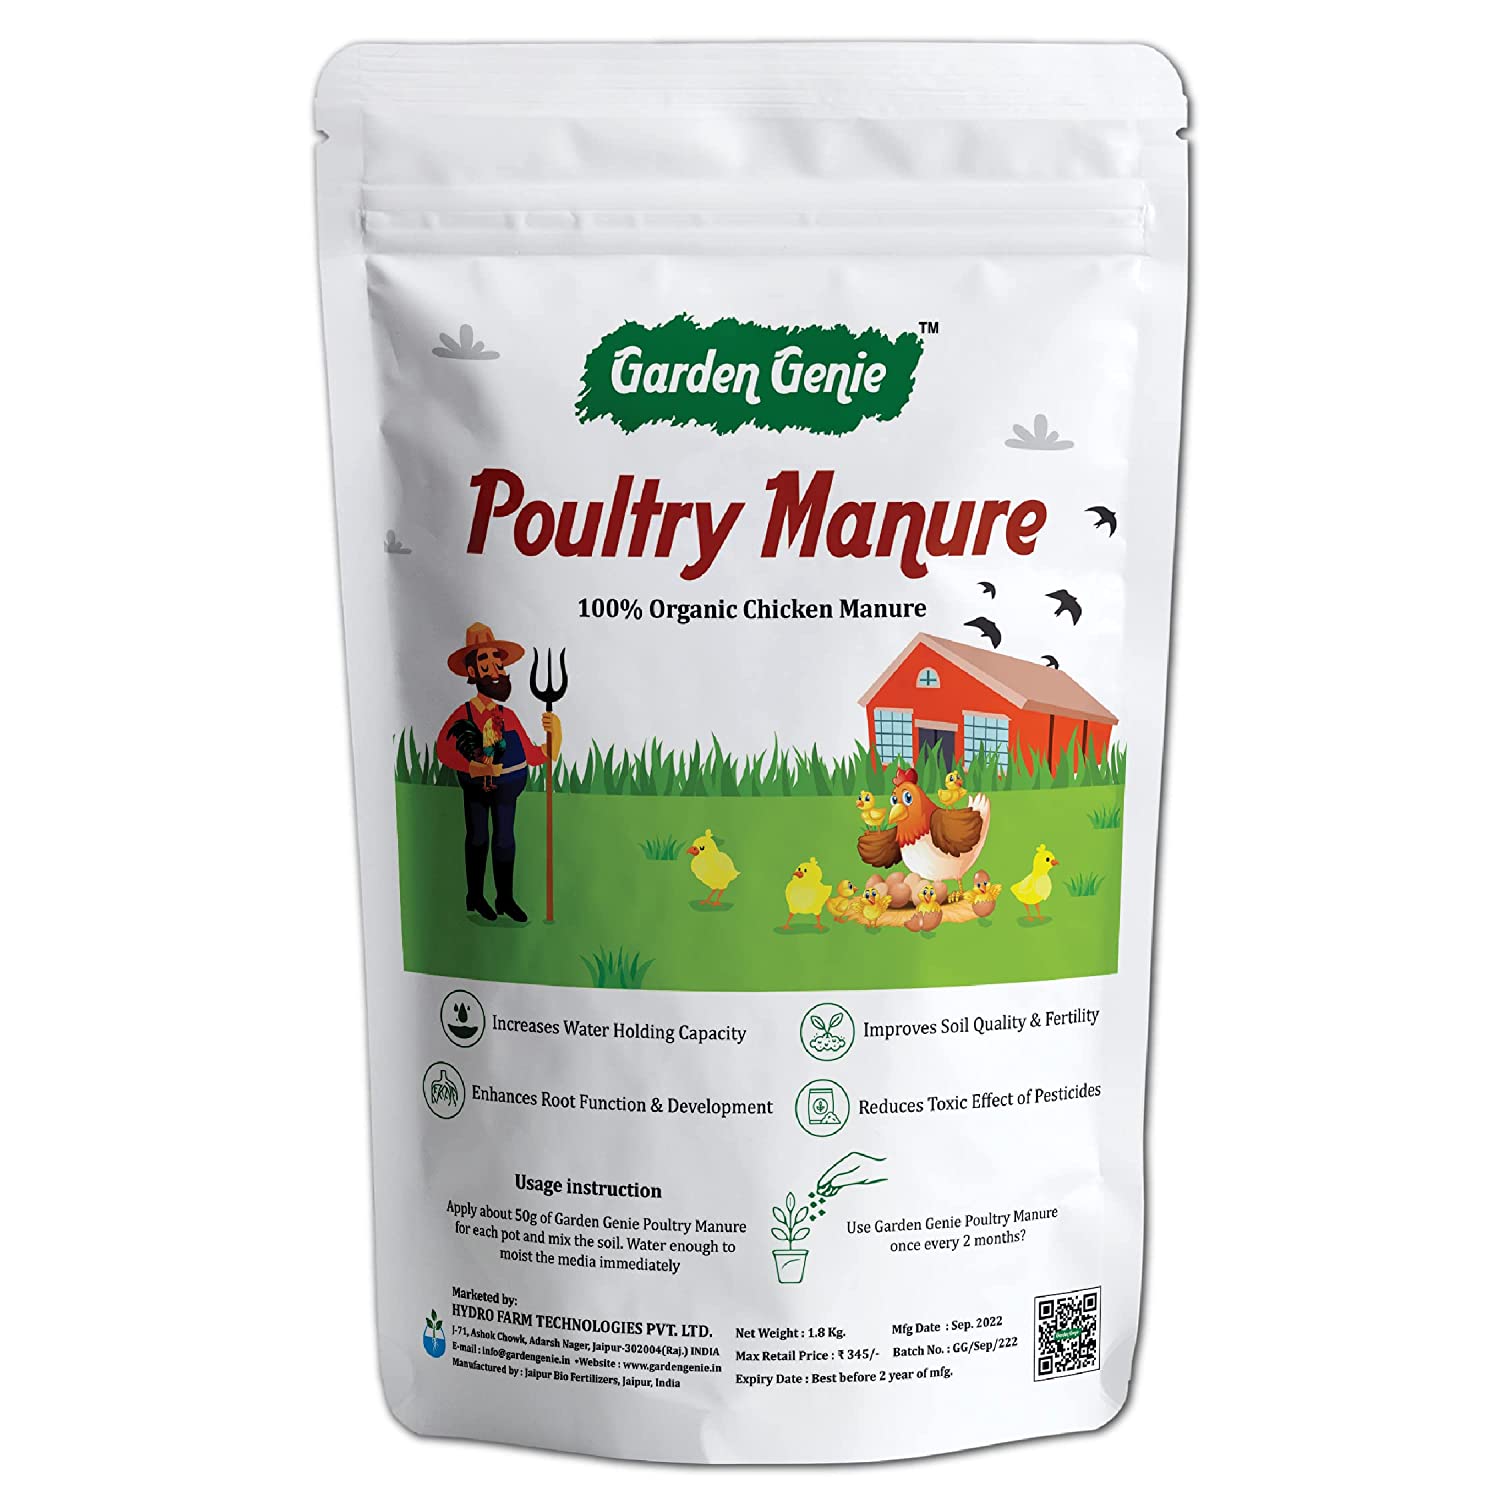 Garden Genie TM
Poultry Manure
100% Organic Chicken Manure
Increases Water Holding Capacity
Improves Soil Quality & Fertility
Enhances Root Function & Development
Reduces Toxic Effect of Pesticides
Usage instruction
Apply about 50g of Garden Genie Poultry Manure
for each pot and mix the soil. Water enough to
moist the media immediately
Use Garden Genie Poultry Manure
once every 2 months?
Marketed by:
HYDRO FARM TECHNOLOGIES PVT. LTD.
J-71, Ashok Chowk, Adarsh Nager, Jaipur-302004(Raj.) INDIA
E-mail : info@gardengenie.in •Website : www.gardengenie.in
Manufactured by : Jaipur Bio Fertilizers, Jaipur, India
Net Weight : 1.8 Kg.
Max Retail Price : ₹ 345/-
Expiry Date : Best before 2 year of mfg.
Mfg Date : Sep. 2022
Batch No. : GG/Sep/222
Garden Genie